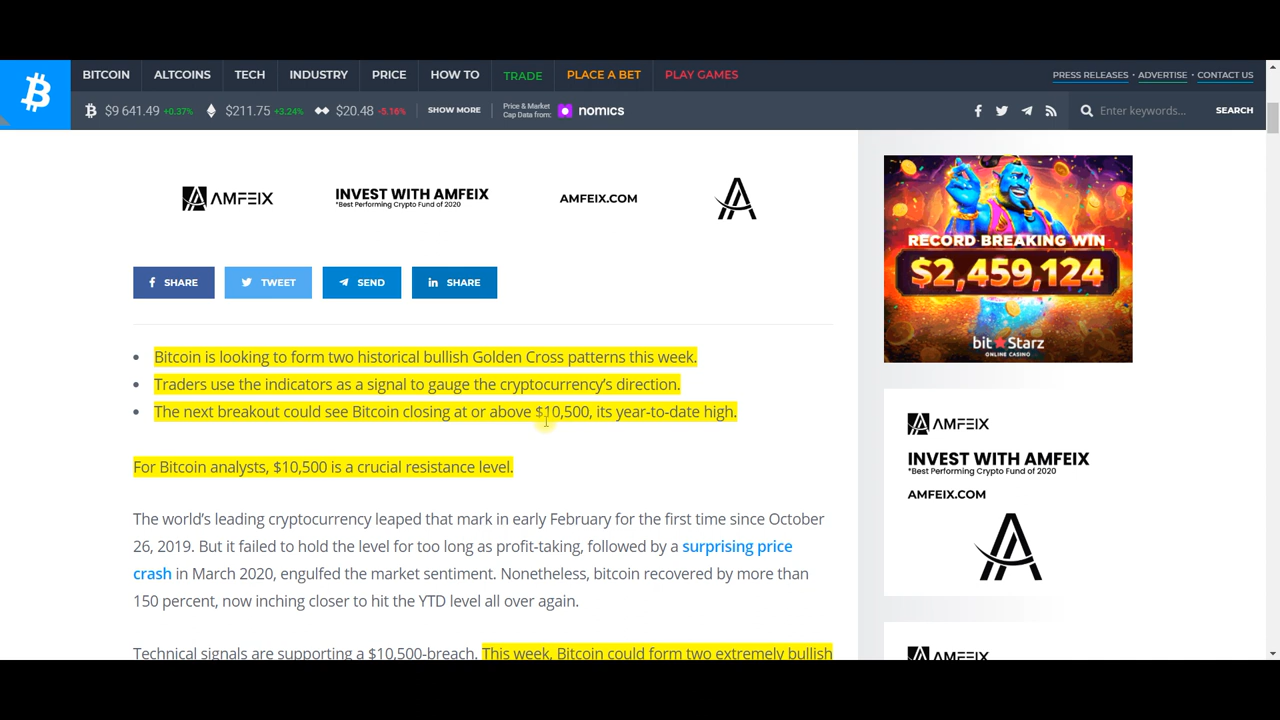 BITCOIN ALTCOINS TECH INDUSTRY PRICE HOW TO TRADE PLACE A BET PLAY GAMES PRESS RELEASES • ADVERTISE • CONTACT US
$9 641.49 +0.37% $211.75 +3.24% $20.48 -5.16% SHOW MORE Price & Market Cap Data from: nomics Enter keywords... SEARCH
AMFEIX INVEST WITH AMFEIX AMFEIX.COM
*Best Performing Crypto Fund of 2020
SHARE TWEET SEND SHARE
• Bitcoin is looking to form two historical bullish Golden Cross patterns this week.
• Traders use the indicators as a signal to gauge the cryptocurrency's direction.
• The next breakout could see Bitcoin closing at or above $10,500, its year-to-date high.
For Bitcoin analysts, $10,500 is a crucial resistance level.
The world's leading cryptocurrency leaped that mark in early February for the first time since October
26, 2019. But it failed to hold the level for too long as profit-taking, followed by a surprising price
crash in March 2020, engulfed the market sentiment. Nonetheless, bitcoin recovered by more than
150 percent, now inching closer to hit the YTD level all over again.
Technical signals are supporting a $10,500-breach. This week, Bitcoin could form two extremely bullish
RECORD BREAKING WIN
$2,459,124
bitStarz
ONLINE CASINO
AMFEIX
INVEST WITH AMFEIX
*Best Performing Crypto Fund of 2020
AMFEIX.COM
AMFEIX